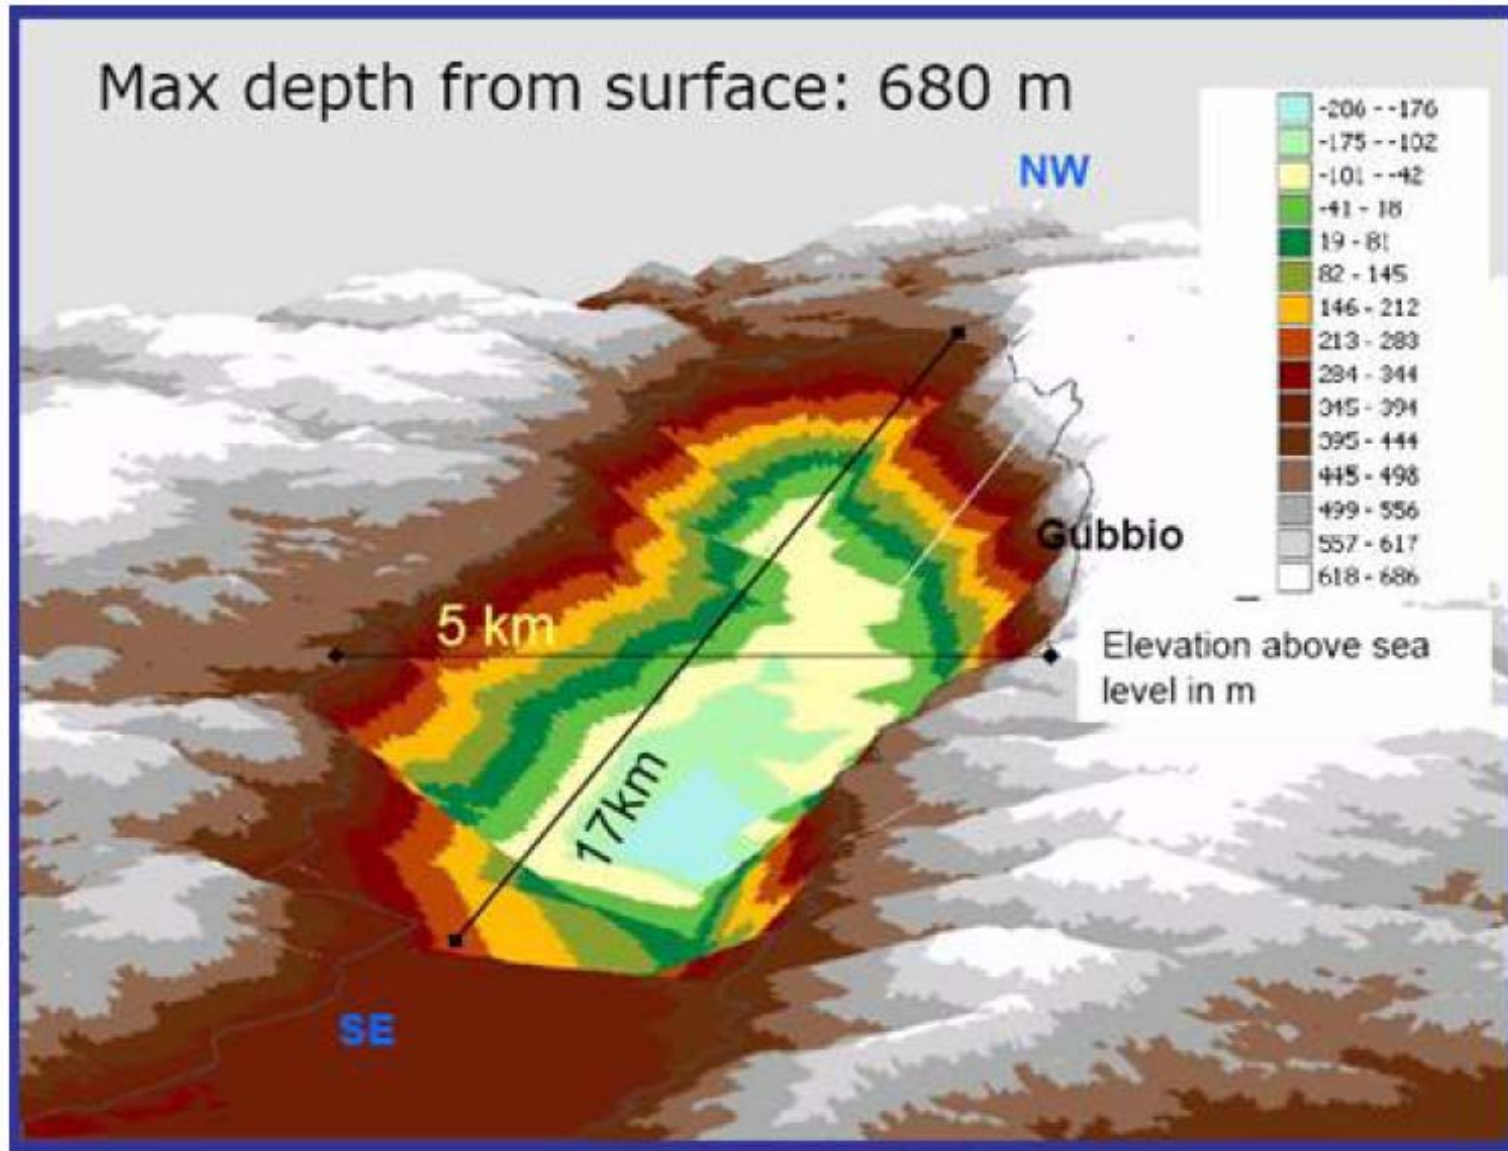 Max depth from surface: 680 m
NW
-206 - -176
-175 - -102
-101 - -42
-41 - 18
19 - 81
82 - 145
146 - 212
213 - 283
284 - 344
345 - 394
395 - 444
445 - 498
499 - 556
557 - 617
618 - 686
Gubbio
5 km
Elevation above sea
level in m
17km
SE